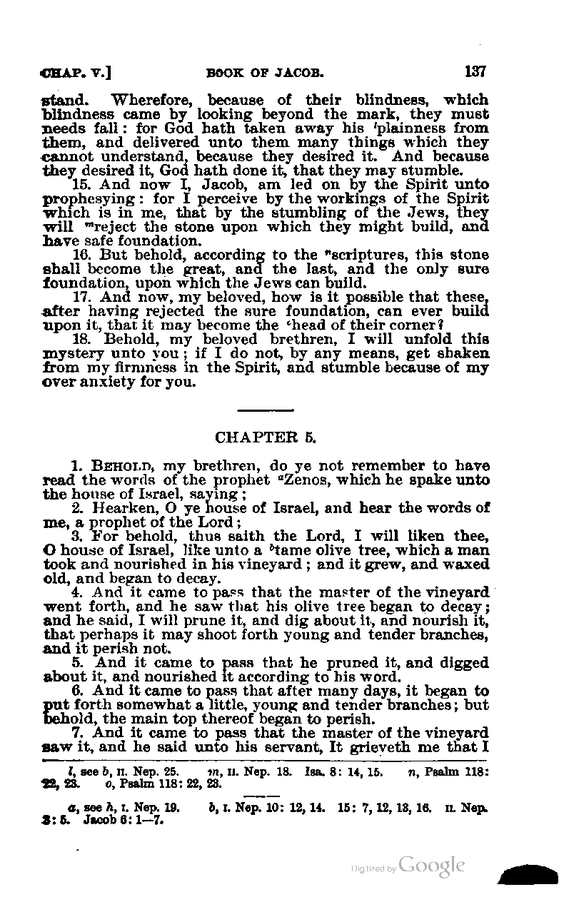 CHAP. V.] BOOK OF JACOB. 137
stand. Wherefore, because of their blindness, which
blindness came by looking beyond the mark, they must
needs fall: for God hath taken away his lplainness from
them, and delivered unto them many things which they
cannot understand, because they desired it. And because
they desired it, God hath done it, that they may stumble.
15. And now I, Jacob, am led on by the Spirit unto
prophesying: for I perceive by the workings of the Spirit
which is in me, that by the stumbling of the Jews, they
will mreject the stone upon which they might build, and
have safe foundation.
16. But behold, according to the nscriptures, this stone
shall become the great, and the last, and the only sure
foundation, upon which the Jews can build.
17. And now, my beloved, how is it possible that these,
after having rejected the sure foundation, can ever build
upon it, that it may become the ohead of their corner?
18. Behold, my beloved brethren, I will unfold this
mystery unto you; if I do not, by any means, get shaken
from my firmness in the Spirit, and stumble because of my
over anxiety for you.
CHAPTER 5.
1. BEHOLD, my brethren, do ye not remember to have
read the words of the prophet aZenos, which he spake unto
the house of Israel, saying;
2. Hearken, O ye house of Israel, and hear the words of
me, a prophet of the Lord;
3. For behold, thus saith the Lord, I will liken thee,
O house of Israel, like unto a btame olive tree, which a man
took and nourished in his vineyard; and it grew, and waxed
old, and began to decay.
4. And it came to pass that the master of the vineyard
went forth, and he saw that his olive tree began to decay;
and he said, I will prune it, and dig about it, and nourish it,
that perhaps it may shoot forth young and tender branches,
and it perish not.
5. And it came to pass that he pruned it, and digged
about it, and nourished it according to his word.
6. And it came to pass that after many days, it began to
put forth somewhat a little, young and tender branches; but
behold, the main top thereof began to perish.
7. And it came to pass that the master of the vineyard
saw it, and he said unto his servant, It grieveth me that I
l, see b, II. Nep. 25. m, II. Nep. 18. Isa. 8: 14, 15. n, Psalm 118:
22, 23. o, Psalm 118: 22, 23.
a, see h, I. Nep. 19. b, I. Nep. 10: 12, 14. 15: 7, 12, 13, 16. II. Nep.
3: 5. Jacob 6: 1—7.
Digitized by Google